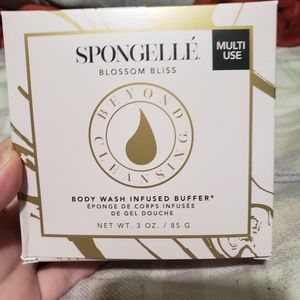 SPONGELLÉ
BLOSSOM BLISS
MULTI
USE
BEYOND
CLEANSING
BODY WASH INFUSED BUFFER®
ÉPONGE DE CORPS INFUSÉE
DE GEL DOUCHE
NET WT. 3 OZ. / 85 G